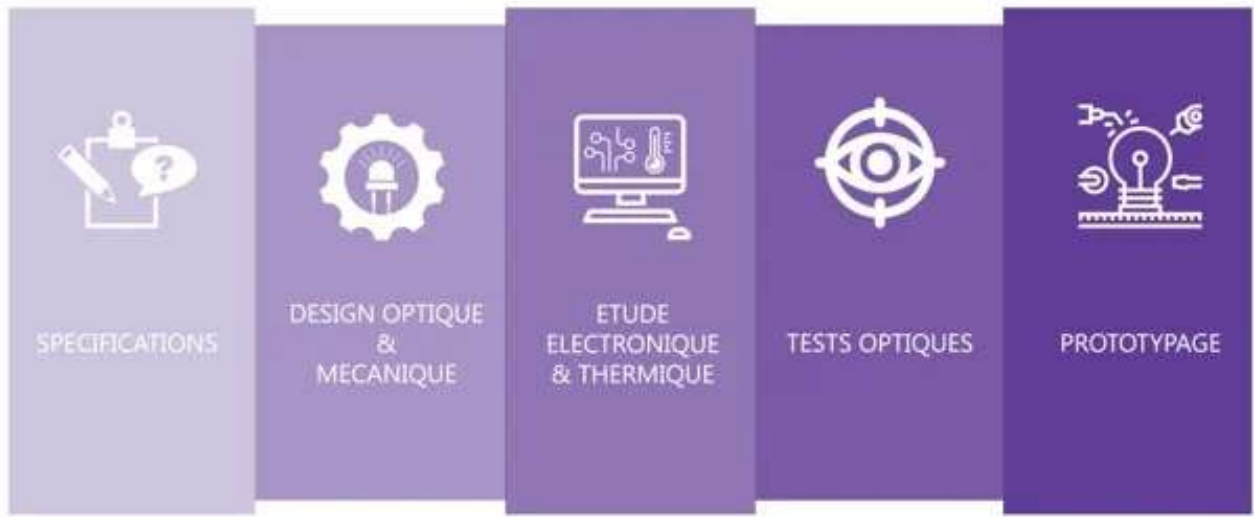 SPECIFICATIONS
DESIGN OPTIQUE
&
MECANIQUE
ETUDE
ELECTRONIQUE
& THERMIQUE
TESTS OPTIQUES
PROTOTYPAGE
?